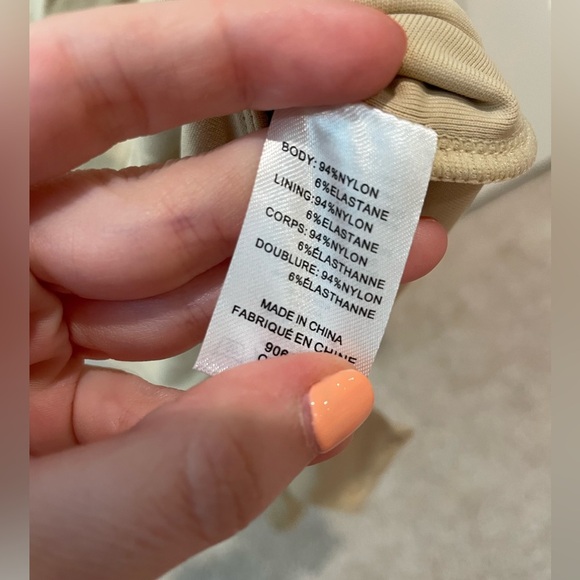 BODY: 94%NYLON
6%ELASTANE
LINING:94%NYLON
6%ELASTANE
CORPS: 94%NYLON
6%ÉLASTHANNE
DOUBLURE: 94%NYLON
6%ÉLASTHANNE
MADE IN CHINA
FABRIQUÉ EN CHINE